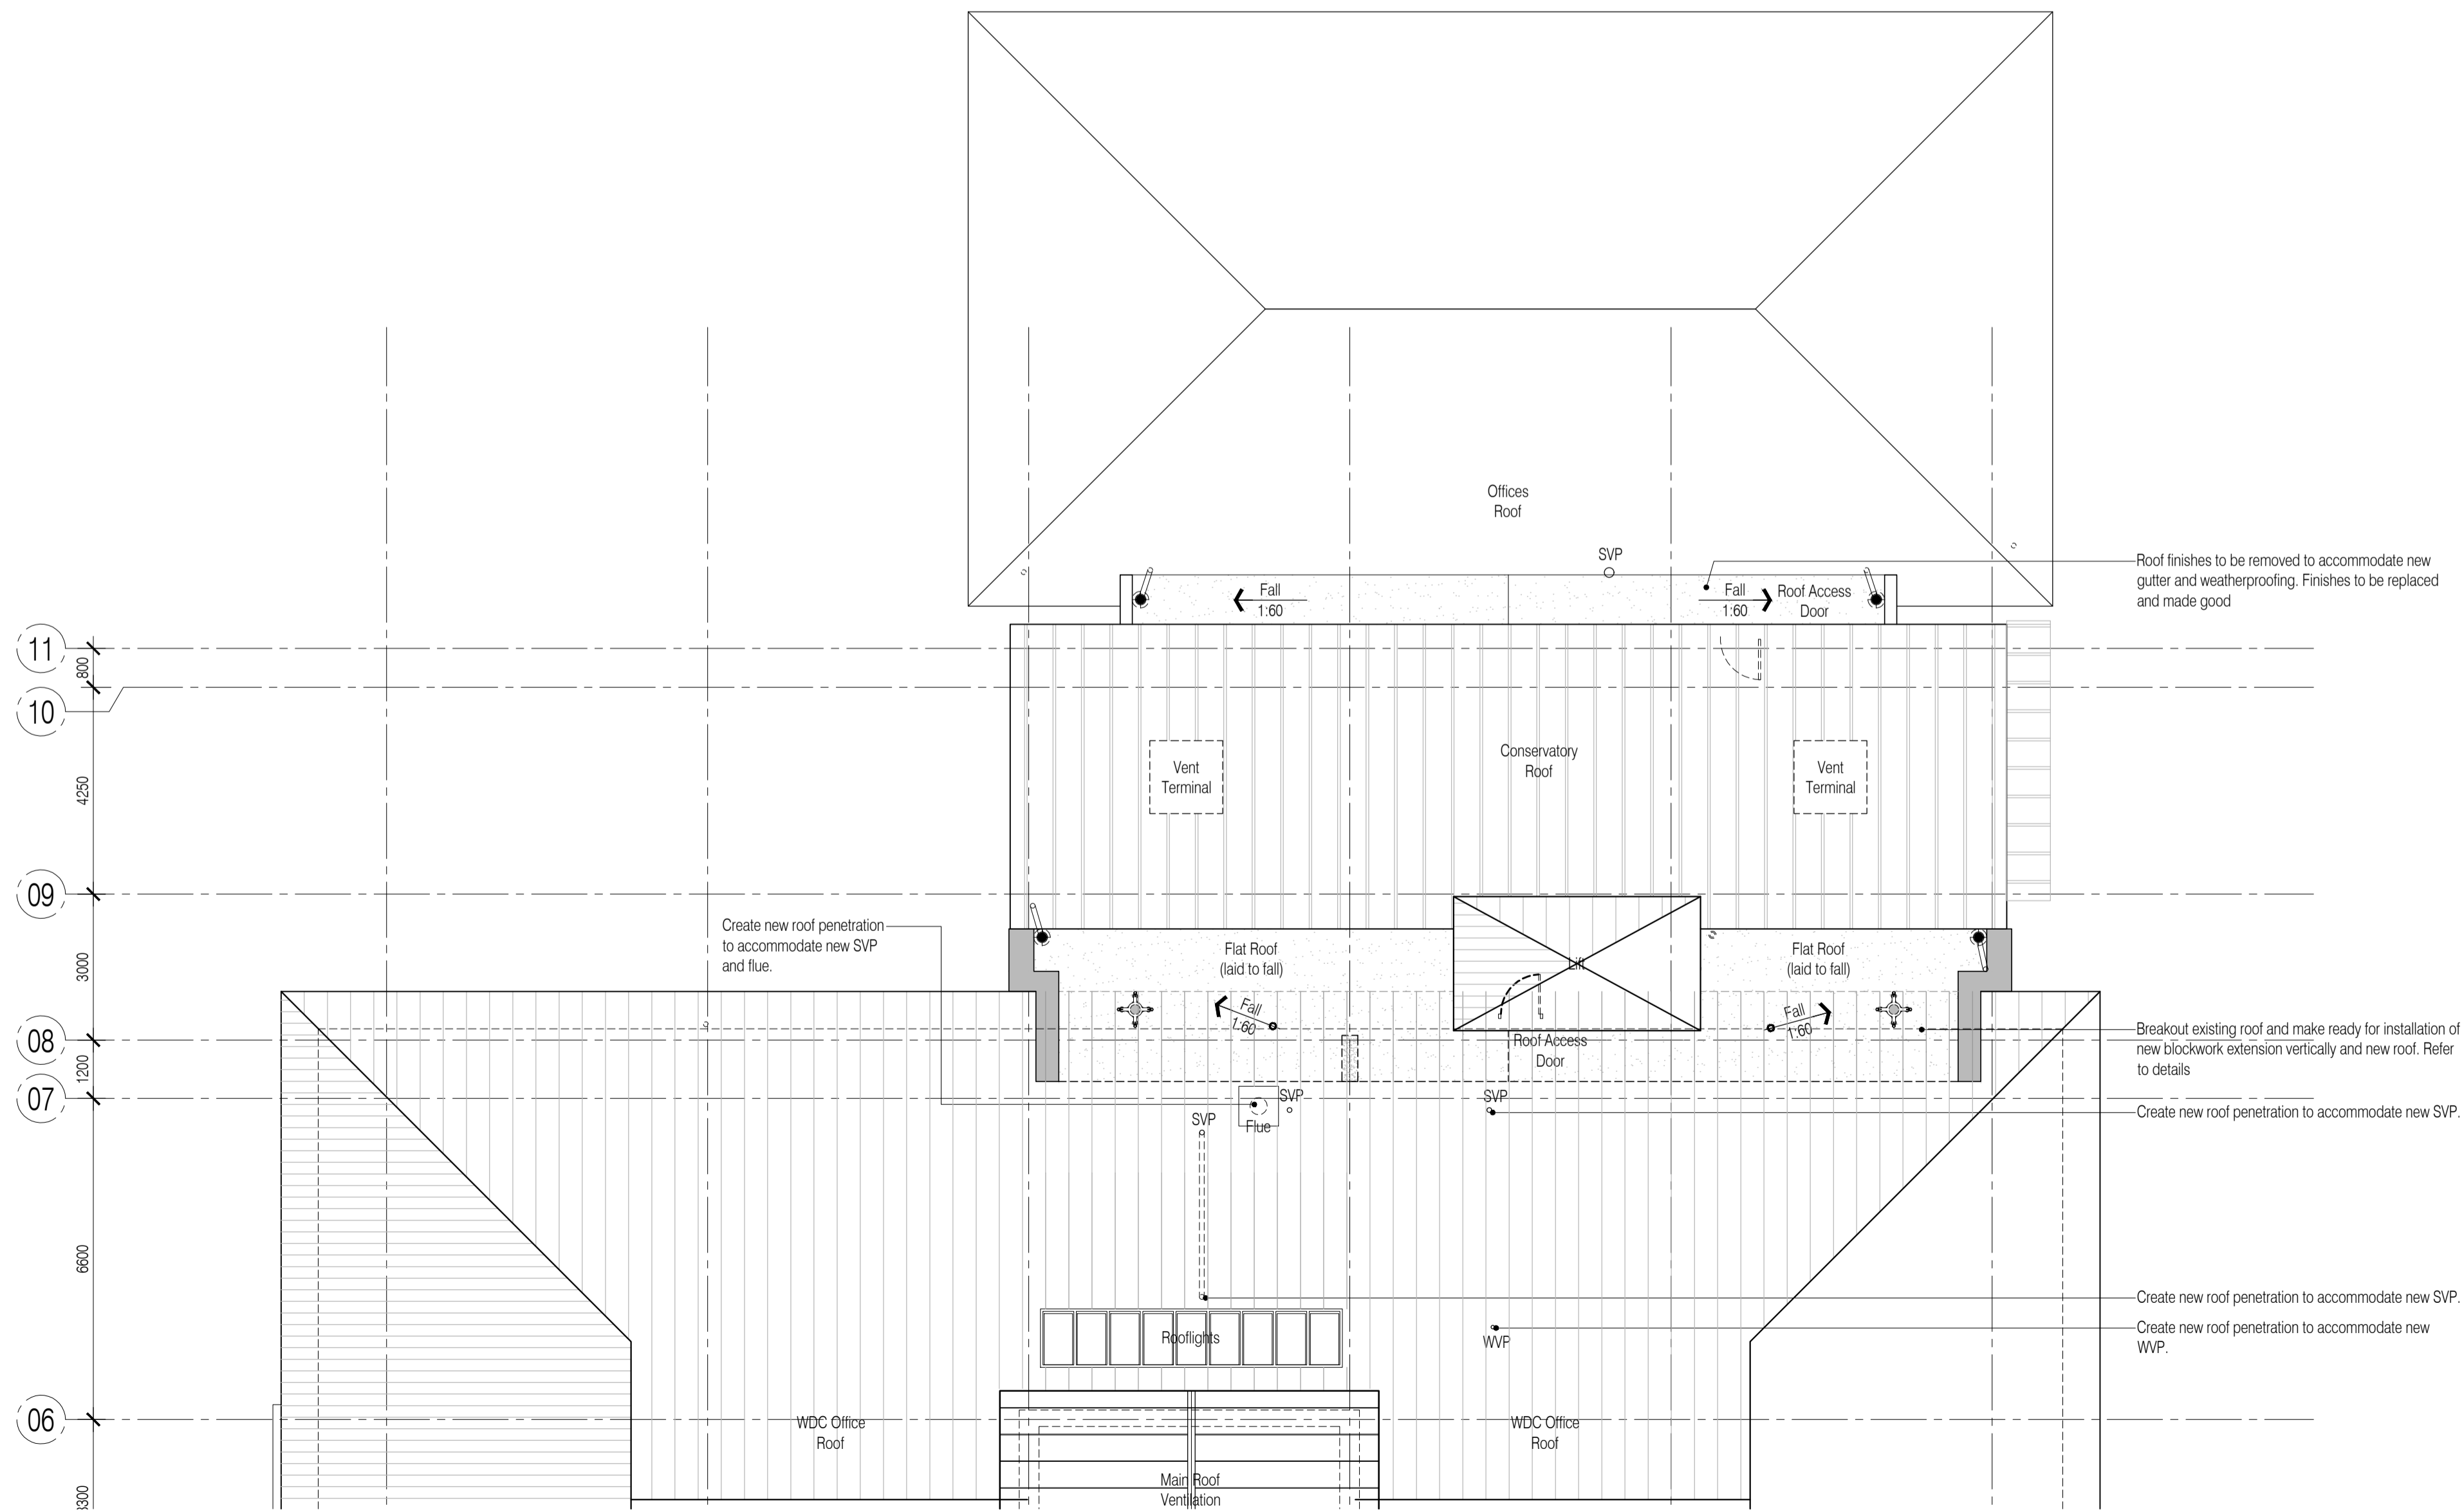 Offices
Roof
SVP
Roof finishes to be removed to accommodate new
gutter and weatherproofing. Finishes to be replaced
and made good
Fall
1:60
Fall
1:60
Roof Access
Door
11
800
10
Conservatory
Roof
Vent
Terminal
Vent
Terminal
4250
09
Create new roof penetration
to accommodate new SVP
and flue.
Flat Roof
(laid to fall)
Lift
Flat Roof
(laid to fall)
3000
Fall
1:60
Fall
1:60
08
Roof Access
Door
Breakout existing roof and make ready for installation of
new blockwork extension vertically and new roof. Refer
to details
1200
07
SVP
Flue
SVP
SVP
Create new roof penetration to accommodate new SVP.
6600
Create new roof penetration to accommodate new SVP.
Rooflights
WVP
Create new roof penetration to accommodate new
WVP.
06
WDC Office
Roof
WDC Office
Roof
Main Roof
Ventilation
3300